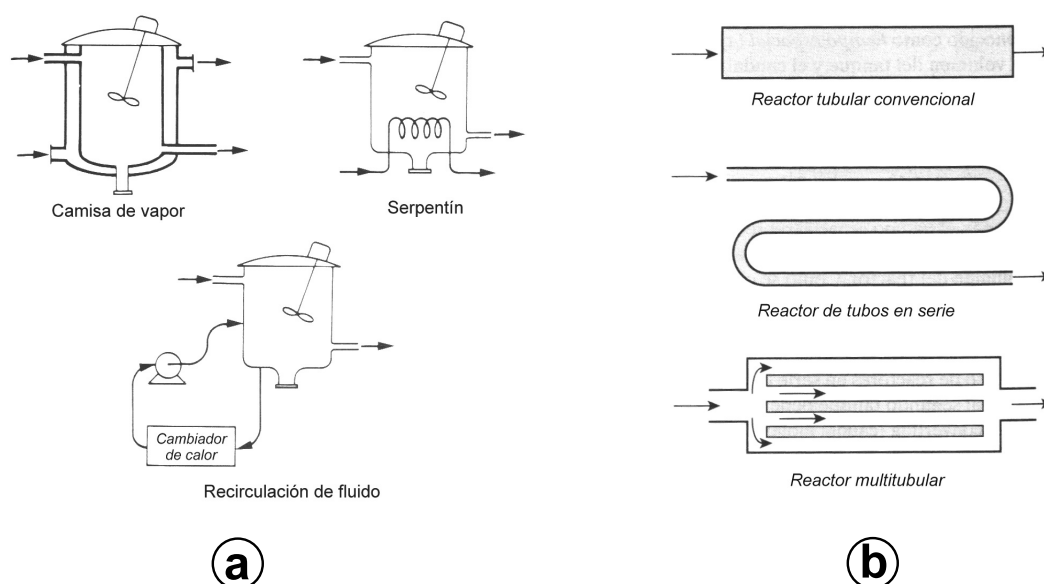 Camisa de vapor
Serpentín
Cambiador
de calor
Recirculación de fluido
a
Reactor tubular convencional
Reactor de tubos en serie
Reactor multitubular
b